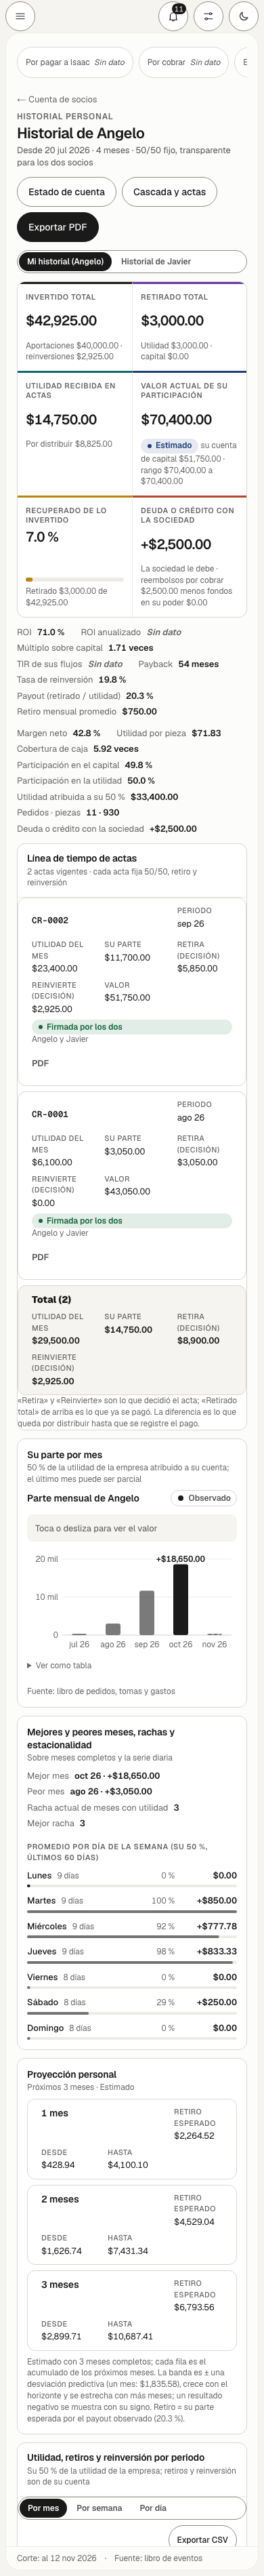 11
Por pagar a Isaac Sin dato
Por cobrar Sin dato
← Cuenta de socios
HISTORIAL PERSONAL
Historial de Angelo
Desde 20 jul 2026 · 4 meses · 50/50 fijo, transparente
para los dos socios
Estado de cuenta
Cascada y actas
Exportar PDF
Mi historial (Angelo)
Historial de Javier
INVERTIDO TOTAL
$42,925.00
Aportaciones $40,000.00 ·
reinversiones $2,925.00
RETIRADO TOTAL
$3,000.00
Utilidad $3,000.00 ·
capital $0.00
UTILIDAD RECIBIDA EN
ACTAS
$14,750.00
Por distribuir $8,825.00
VALOR ACTUAL DE SU
PARTICIPACIÓN
$70,400.00
Estimado su cuenta
de capital $51,750.00 ·
rango $70,400.00 a
$70,400.00
RECUPERADO DE LO
INVERTIDO
7.0 %
Retirado $3,000.00 de
$42,925.00
DEUDA O CRÉDITO CON
LA SOCIEDAD
+$2,500.00
La sociedad le debe ·
reembolsos por cobrar
$2,500.00 menos fondos
en su poder $0.00
ROI 71.0 % ROI anualizado Sin dato
Múltiplo sobre capital 1.71 veces
TIR de sus flujos Sin dato Payback 54 meses
Tasa de reinversión 19.8 %
Payout (retirado / utilidad) 20.3 %
Retiro mensual promedio $750.00
Margen neto 42.8 % Utilidad por pieza $71.83
Cobertura de caja 5.92 veces
Participación en el capital 49.8 %
Participación en la utilidad 50.0 %
Utilidad atribuida a su 50 % $33,400.00
Pedidos · piezas 11 · 930
Deuda o crédito con la sociedad +$2,500.00
Línea de tiempo de actas
2 actas vigentes · cada acta fija 50/50, retiro y
reinversión
CR-0002
PERIODO
sep 26
UTILIDAD DEL
MES
$23,400.00
SU PARTE
$11,700.00
RETIRA
(DECISIÓN)
$5,850.00
REINVIERTE
(DECISIÓN)
$2,925.00
VALOR
$51,750.00
Firmada por los dos
Angelo y Javier
PDF
CR-0001
PERIODO
ago 26
UTILIDAD DEL
MES
$6,100.00
SU PARTE
$3,050.00
RETIRA
(DECISIÓN)
$3,050.00
REINVIERTE
(DECISIÓN)
$0.00
VALOR
$43,050.00
Firmada por los dos
Angelo y Javier
PDF
Total (2)
UTILIDAD DEL
MES
$29,500.00
SU PARTE
$14,750.00
RETIRA
(DECISIÓN)
$8,900.00
REINVIERTE
(DECISIÓN)
$2,925.00
«Retira» y «Reinvierte» son lo que decidió el acta; «Retirado
total» de arriba es lo que ya se pagó. La diferencia es lo que
queda por distribuir hasta que se registre el pago.
Su parte por mes
50 % de la utilidad de la empresa atribuido a su cuenta;
el último mes puede ser parcial
Parte mensual de Angelo
Observado
Toca o desliza para ver el valor
+$18,650.00
20 mil
10 mil
0
jul 26 ago 26 sep 26 oct 26 nov 26
▶ Ver como tabla
Fuente: libro de pedidos, tomas y gastos
Mejores y peores meses, rachas y
estacionalidad
Sobre meses completos y la serie diaria
Mejor mes oct 26 · +$18,650.00
Peor mes ago 26 · +$3,050.00
Racha actual de meses con utilidad 3
Mejor racha 3
PROMEDIO POR DÍA DE LA SEMANA (SU 50 %,
ÚLTIMOS 60 DÍAS)
Lunes 9 días 0 % $0.00
Martes 9 días 100 % +$850.00
Miércoles 9 días 92 % +$777.78
Jueves 9 días 98 % +$833.33
Viernes 8 días 0 % $0.00
Sábado 8 días 29 % +$250.00
Domingo 8 días 0 % $0.00
Proyección personal
Próximos 3 meses · Estimado
1 mes
RETIRO
ESPERADO
$2,264.52
DESDE
$428.94
HASTA
$4,100.10
2 meses
RETIRO
ESPERADO
$4,529.04
DESDE
$1,626.74
HASTA
$7,431.34
3 meses
RETIRO
ESPERADO
$6,793.56
DESDE
$2,899.71
HASTA
$10,687.41
Estimado con 3 meses completos; cada fila es el
acumulado de los próximos meses. La banda es ± una
desviación predictiva (un mes: $1,835.58), crece con el
horizonte y se estrecha con más meses; un resultado
negativo se muestra con su signo. Retiro = su parte
esperada por el payout observado (20.3 %).
Utilidad, retiros y reinversión por periodo
Su 50 % de la utilidad de la empresa; retiros y reinversión
son de su cuenta
Por mes
Por semana
Por día
Exportar CSV
Corte: al 12 nov 2026 · Fuente: libro de eventos